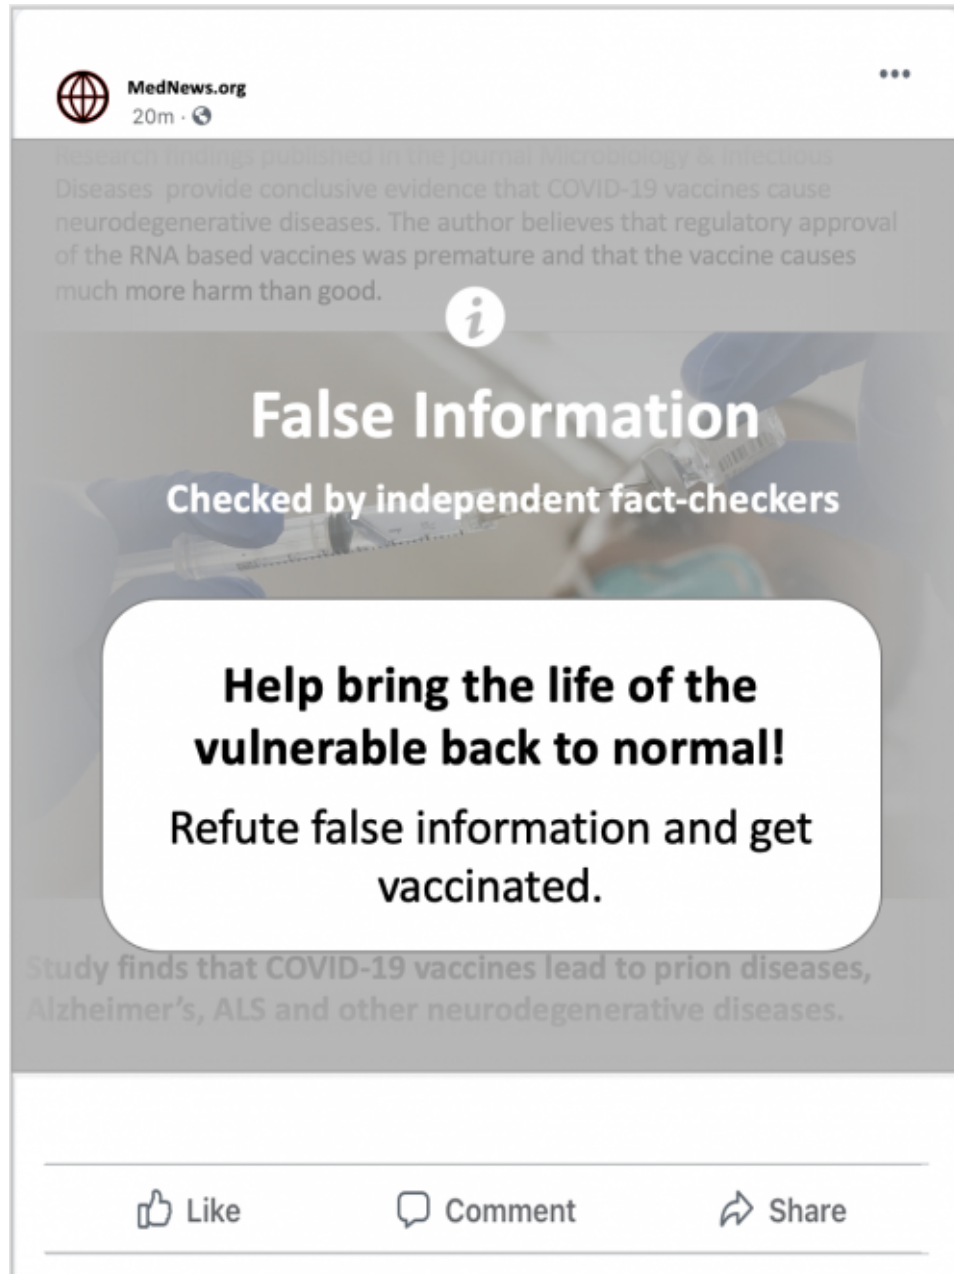 MedNews.org
20m ·
Research findings published in the journal Microbiology & Infectious
Diseases provide conclusive evidence that COVID-19 vaccines cause
neurodegenerative diseases. The author believes that regulatory approval
of the RNA based vaccines was premature and that the vaccine causes
much more harm than good.
i
False Information
Checked by independent fact-checkers
Help bring the life of the
vulnerable back to normal!
Refute false information and get
vaccinated.
Study finds that COVID-19 vaccines lead to prion diseases,
Alzheimer's, ALS and other neurodegenerative diseases.
Like Comment Share